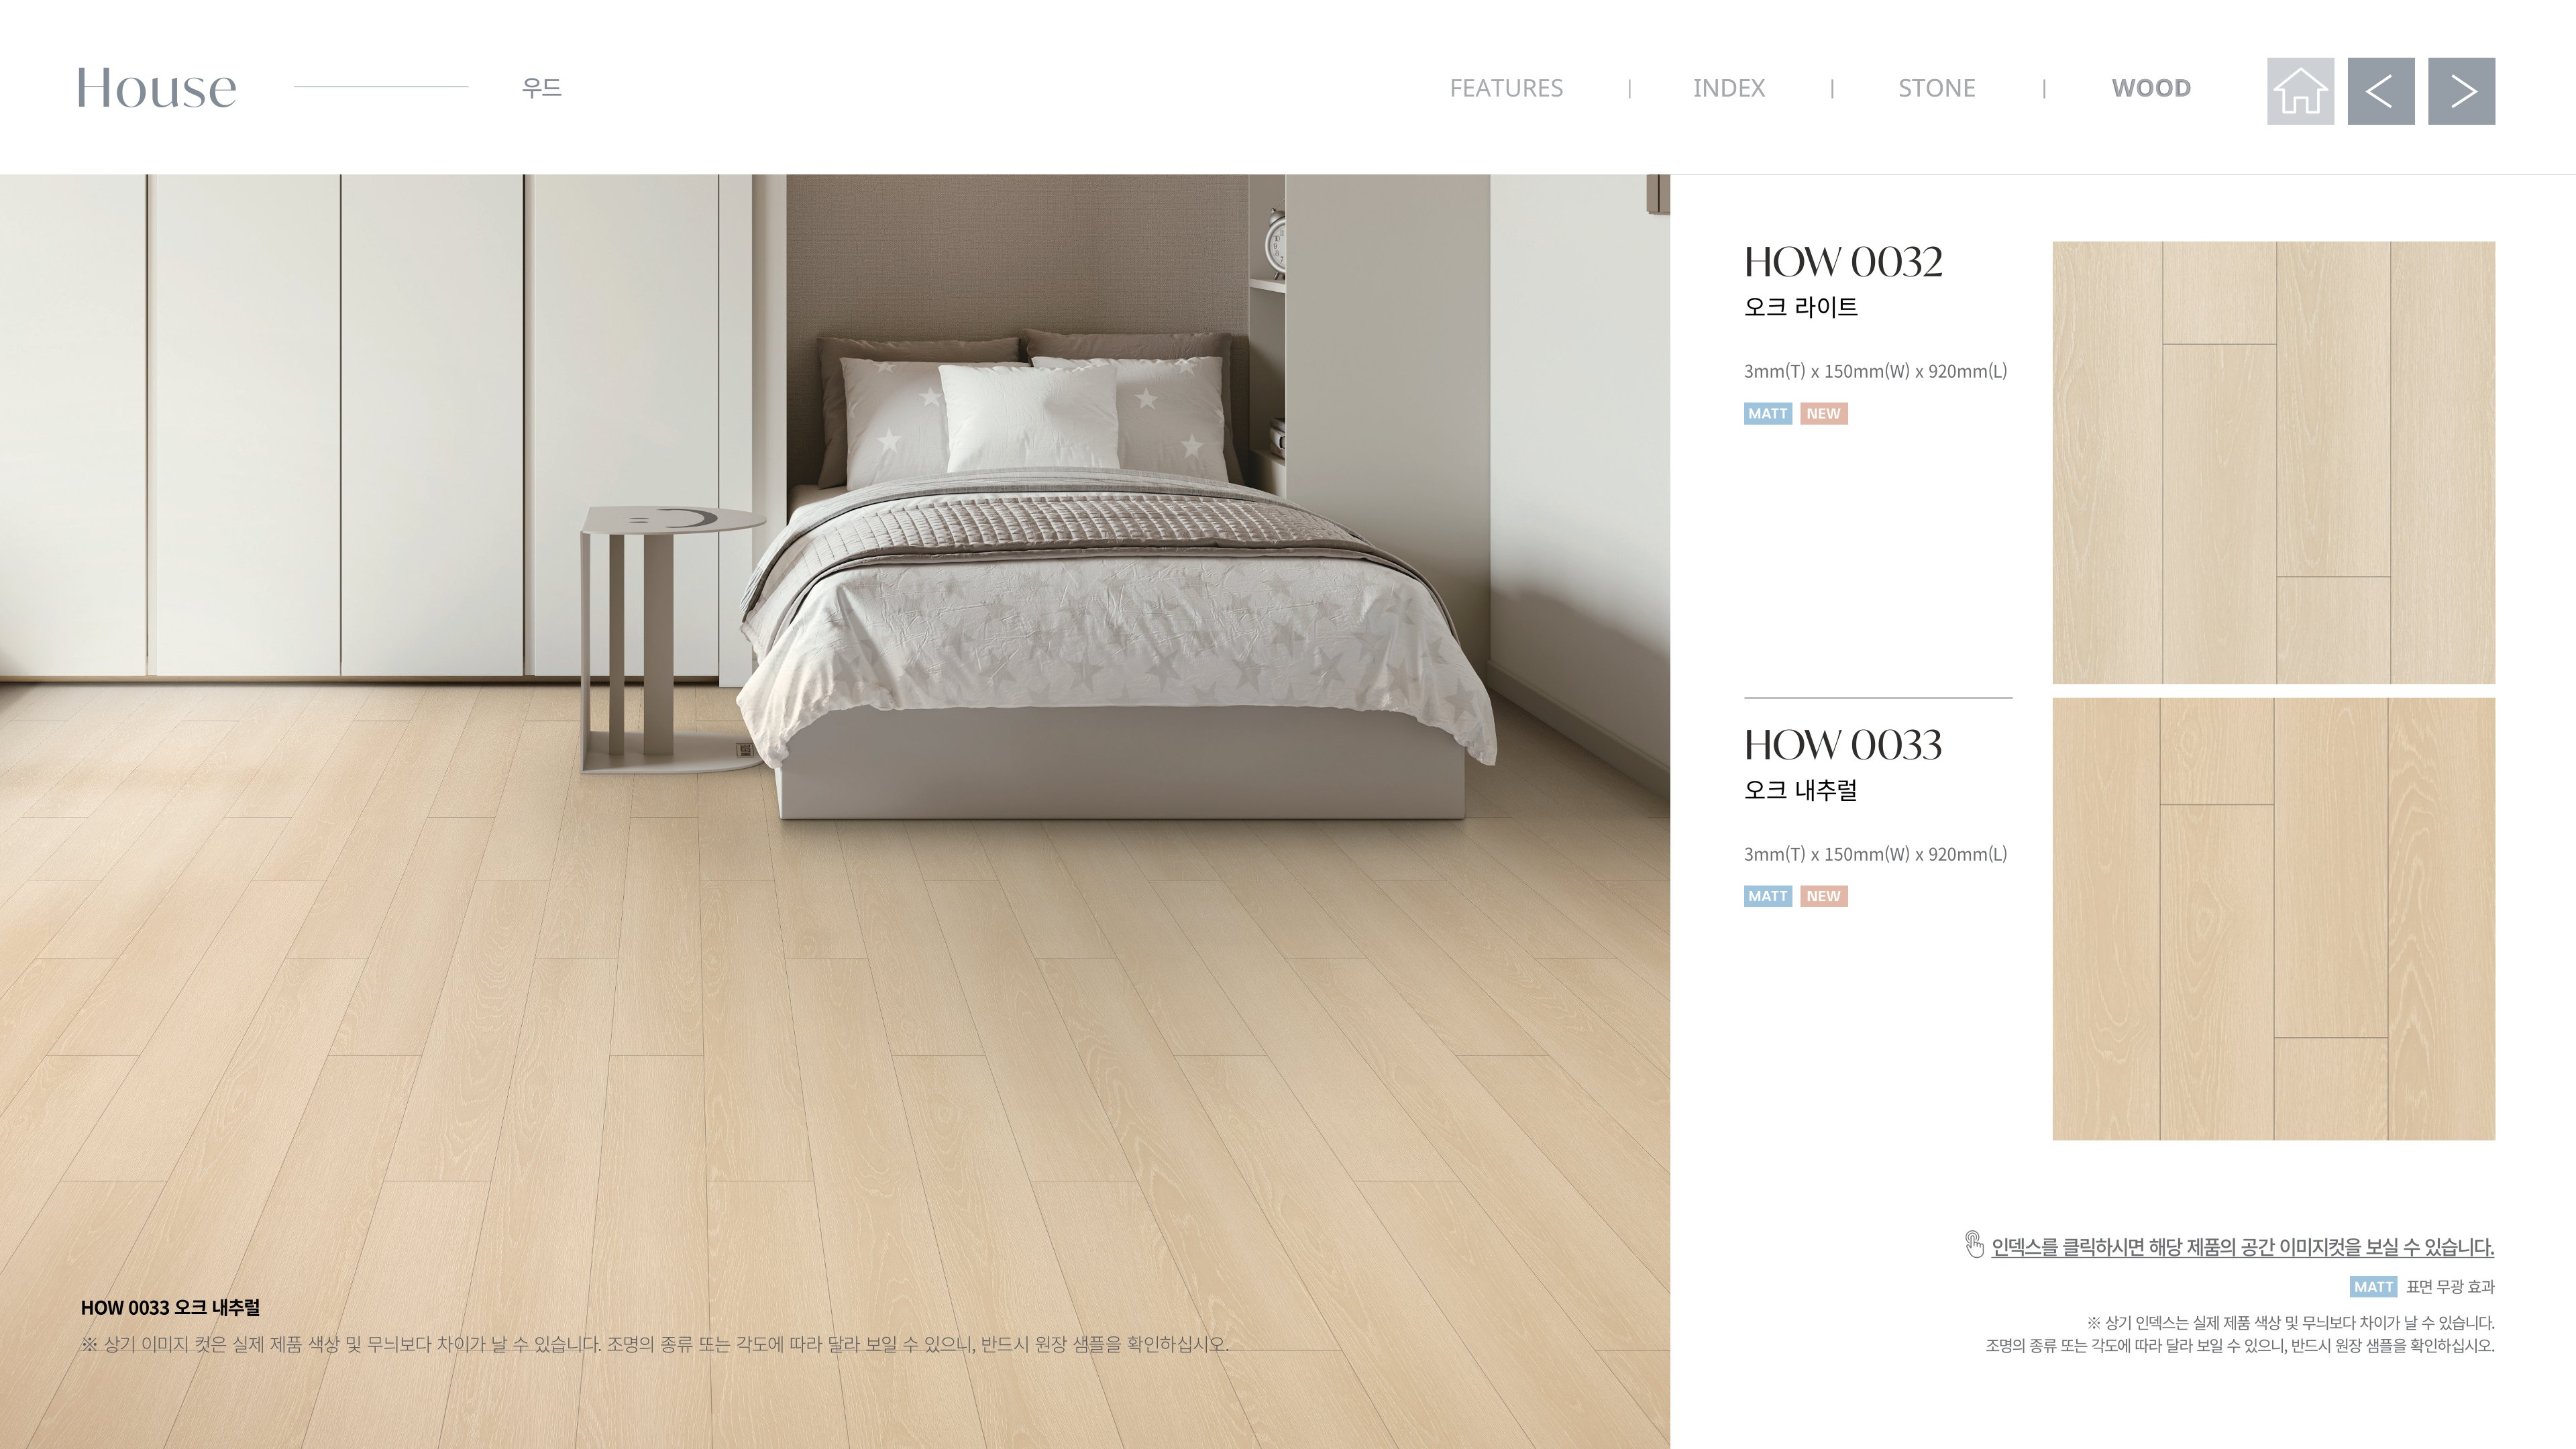 House
우드
FEATURES | INDEX | STONE | WOOD
HOW 0032
오크 라이트
3mm(T) x 150mm(W) x 920mm(L)
MATT NEW
HOW 0033
오크 내추럴
3mm(T) x 150mm(W) x 920mm(L)
MATT NEW
인덱스를 클릭하시면 해당 제품의 공간 이미지컷을 보실 수 있습니다.
MATT 표면 무광 효과
※ 상기 인덱스는 실제 제품 색상 및 무늬보다 차이가 날 수 있습니다.
조명의 종류 또는 각도에 따라 달라 보일 수 있으니, 반드시 원장 샘플을 확인하십시오.
HOW 0033 오크 내추럴
※ 상기 이미지 컷은 실제 제품 색상 및 무늬보다 차이가 날 수 있습니다. 조명의 종류 또는 각도에 따라 달라 보일 수 있으니, 반드시 원장 샘플을 확인하십시오.